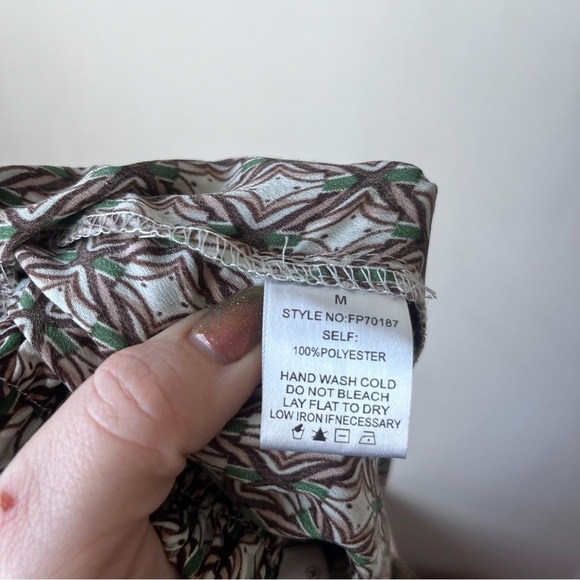 M
STYLE NO:FP70187
SELF:
100%POLYESTER
HAND WASH COLD
DO NOT BLEACH
LAY FLAT TO DRY
LOW IRON IFNECESSARY